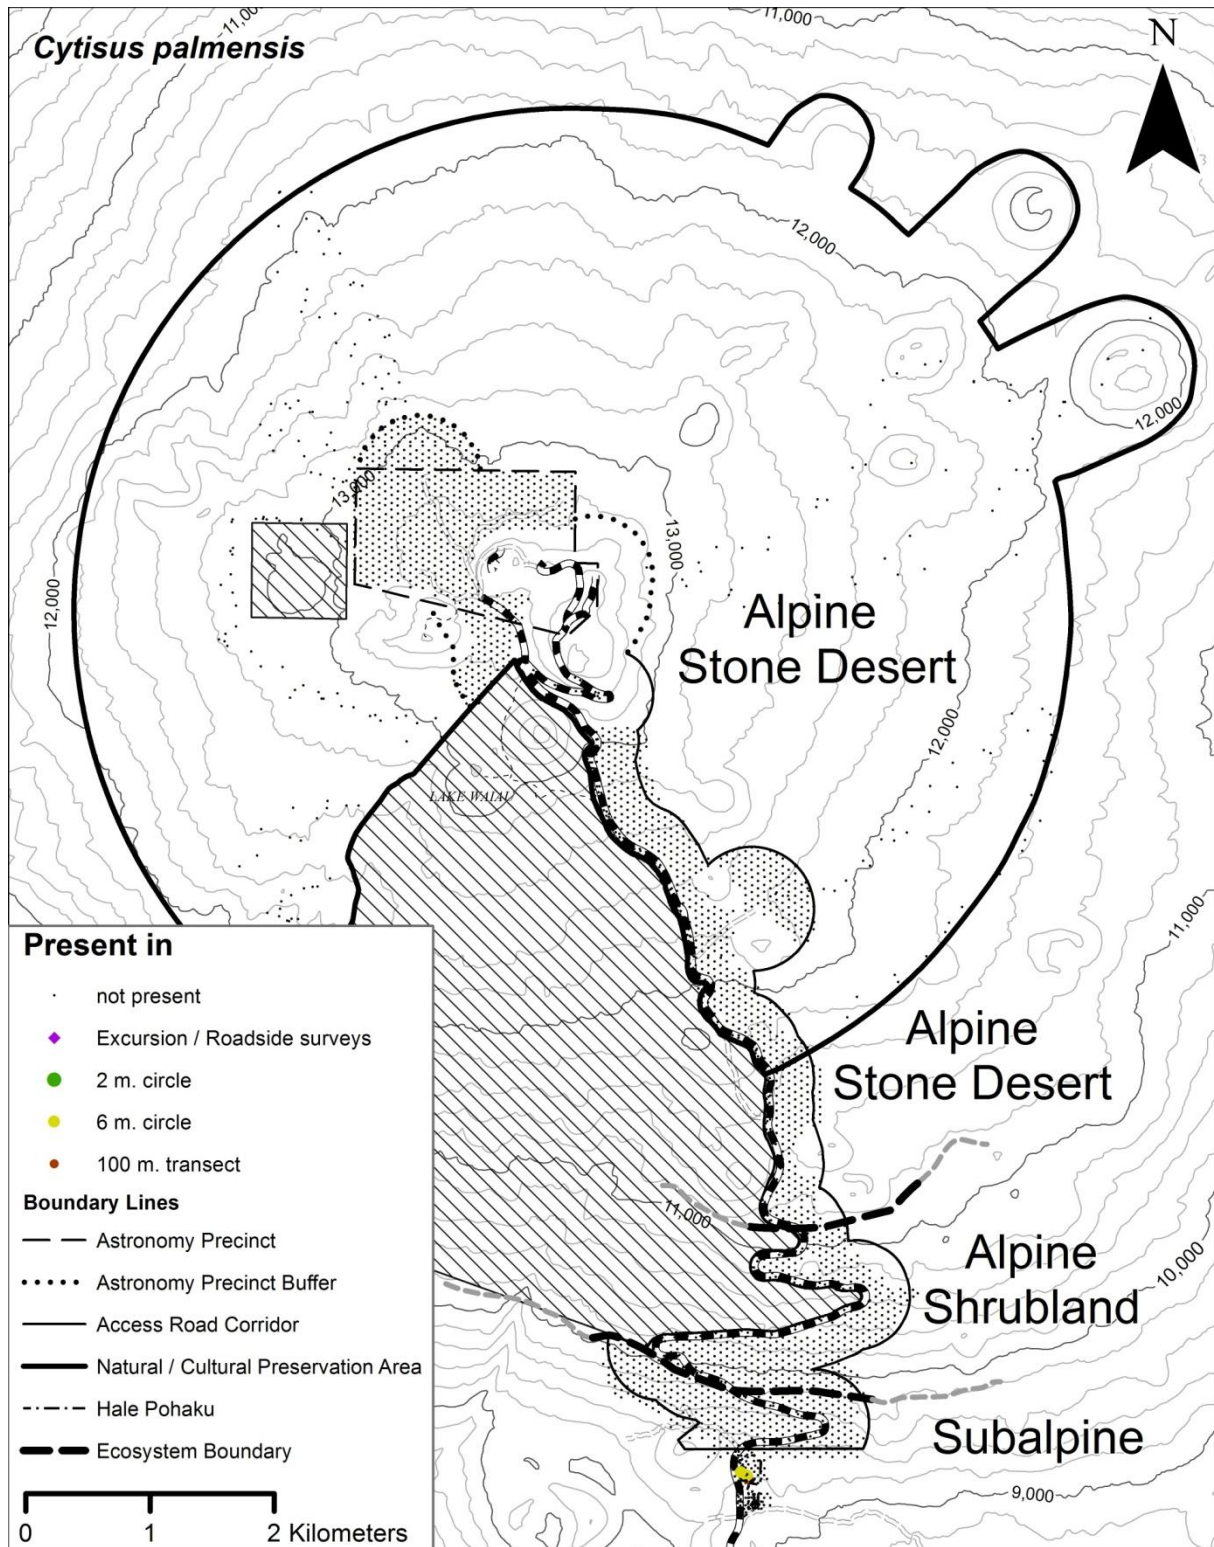 11,000
11,000
Cytisus palmensis
N
12,000
12,000
13,000
13,000
12,000
Alpine
Stone Desert
12,000
LAKE WAIAU
11,000
Alpine
Stone Desert
11,000
Alpine
Shrubland
10,000
Subalpine
9,000
Present in
not present
Excursion / Roadside surveys
2 m. circle
6 m. circle
100 m. transect
Boundary Lines
Astronomy Precinct
Astronomy Precinct Buffer
Access Road Corridor
Natural / Cultural Preservation Area
Hale Pohaku
Ecosystem Boundary
0 1 2 Kilometers